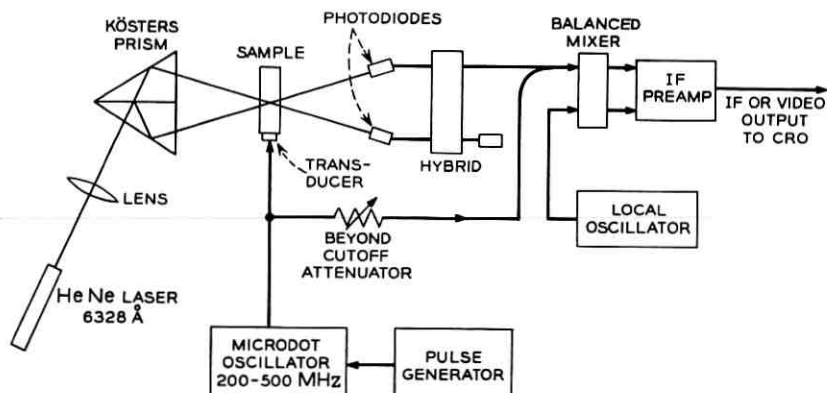 KÖSTERS
PRISM
SAMPLE
PHOTODIODES
BALANCED
MIXER
IF
PREAMP
IF OR VIDEO
OUTPUT
TO CRO
HYBRID
TRANS-
DUCER
LENS
BEYOND
CUTOFF
ATTENUATOR
LOCAL
OSCILLATOR
He Ne LASER
6328 Å
MICRODOT
OSCILLATOR
200-500 MHz
PULSE
GENERATOR